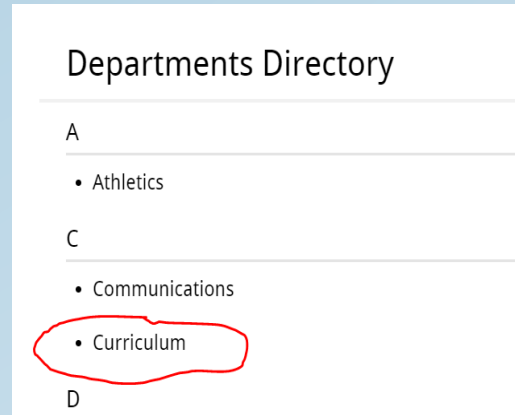 Departments Directory
A
• Athletics
C
• Communications
• Curriculum
D